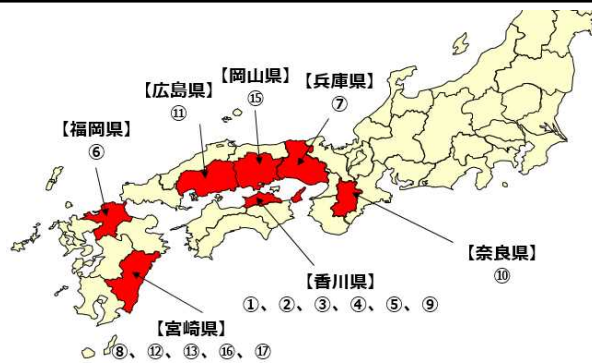 【岡山県】
⑮
【兵庫県】
⑦
【広島県】
⑪
【福岡県】
⑥
【奈良県】
⑩
【香川県】
①、②、③、④、⑤、⑨
【宮崎県】
⑧、⑫、⑬、⑯、⑰